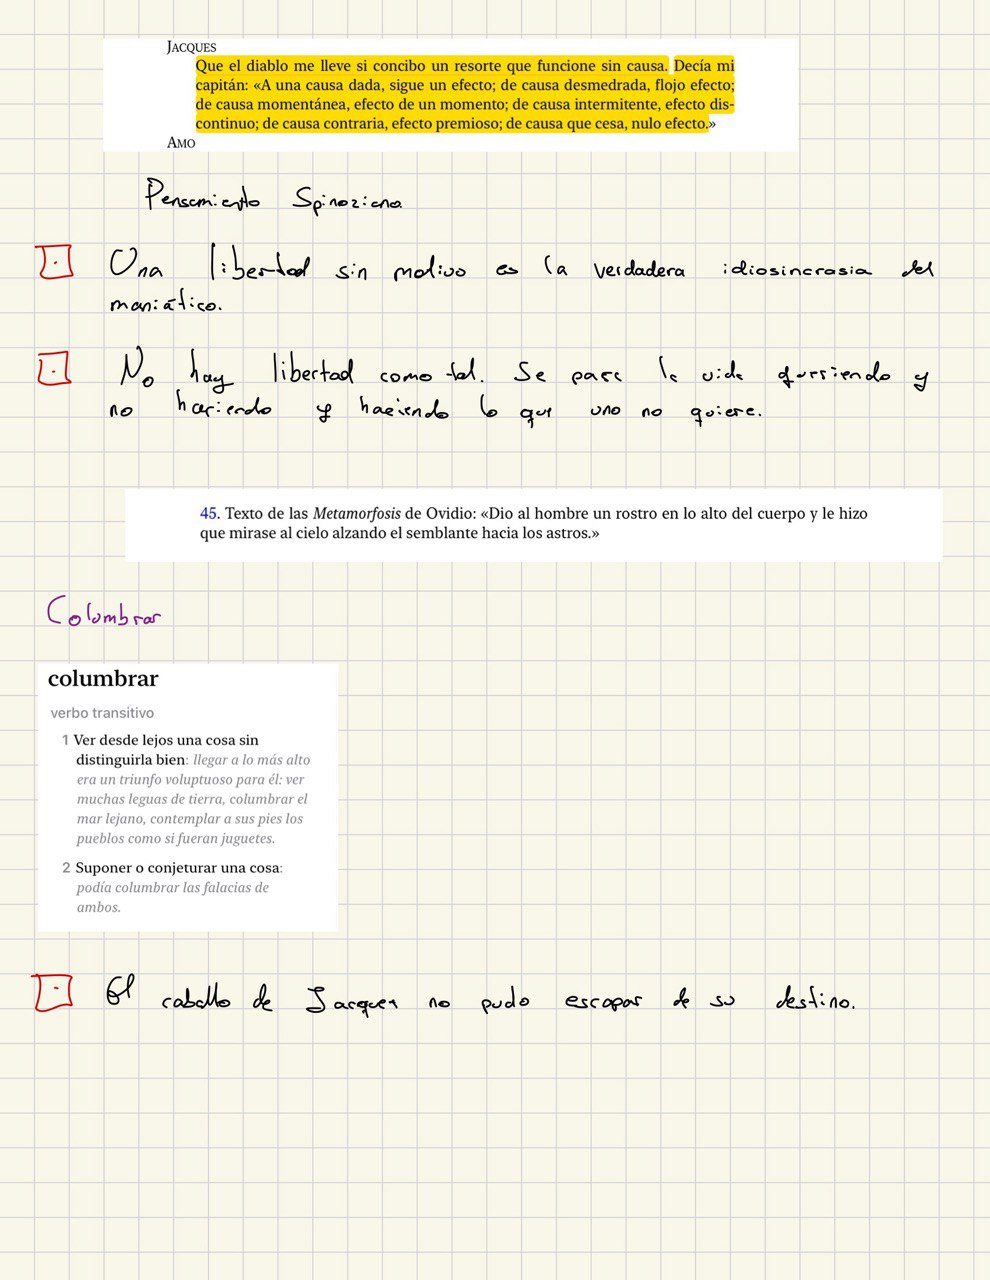 JACQUES
Que el diablo me lleve si concibo un resorte que funcione sin causa. Decía mi
capitán: «A una causa dada, sigue un efecto; de causa desmedrada, flojo efecto;
de causa momentánea, efecto de un momento; de causa intermitente, efecto dis-
continuo; de causa contraria, efecto premioso; de causa que cesa, nulo efecto.»
AMO
Pensamiento Spinoziano
Una libertad sin motivo es la verdadera idiosincrasia del
maniático.
No hay libertad como tal. Se pasa la vida queriendo y
no haciendo y haciendo lo que uno no quiere.
45. Texto de las Metamorfosis de Ovidio: «Dio al hombre un rostro en lo alto del cuerpo y le hizo
que mirase al cielo alzando el semblante hacia los astros.»
Columbrar
columbrar
verbo transitivo
1 Ver desde lejos una cosa sin
distinguirla bien: llegar a lo más alto
era un triunfo voluptuoso para él: ver
muchas leguas de tierra, columbrar el
mar lejano, contemplar a sus pies los
pueblos como si fueran juguetes.
2 Suponer o conjeturar una cosa:
podía columbrar las falacias de
ambos.
El caballo de Jacques no pudo escapar de su destino.